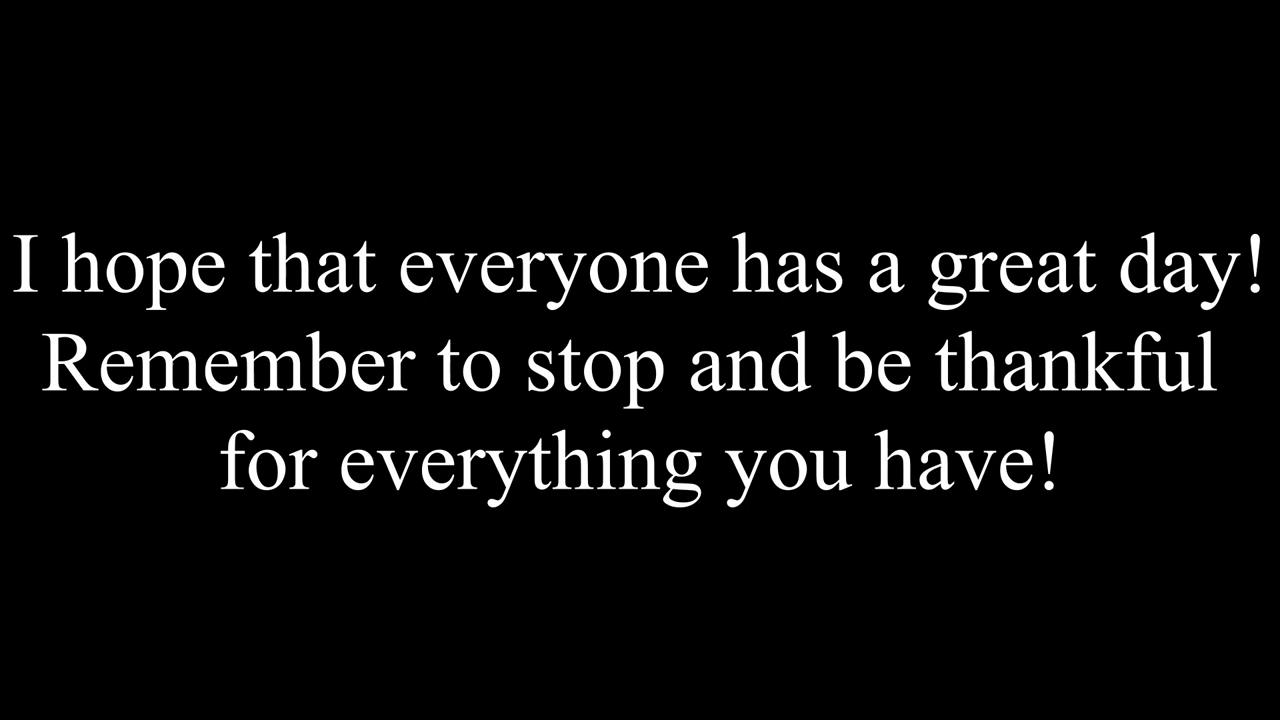 I hope that everyone has a great day!
Remember to stop and be thankful
for everything you have!